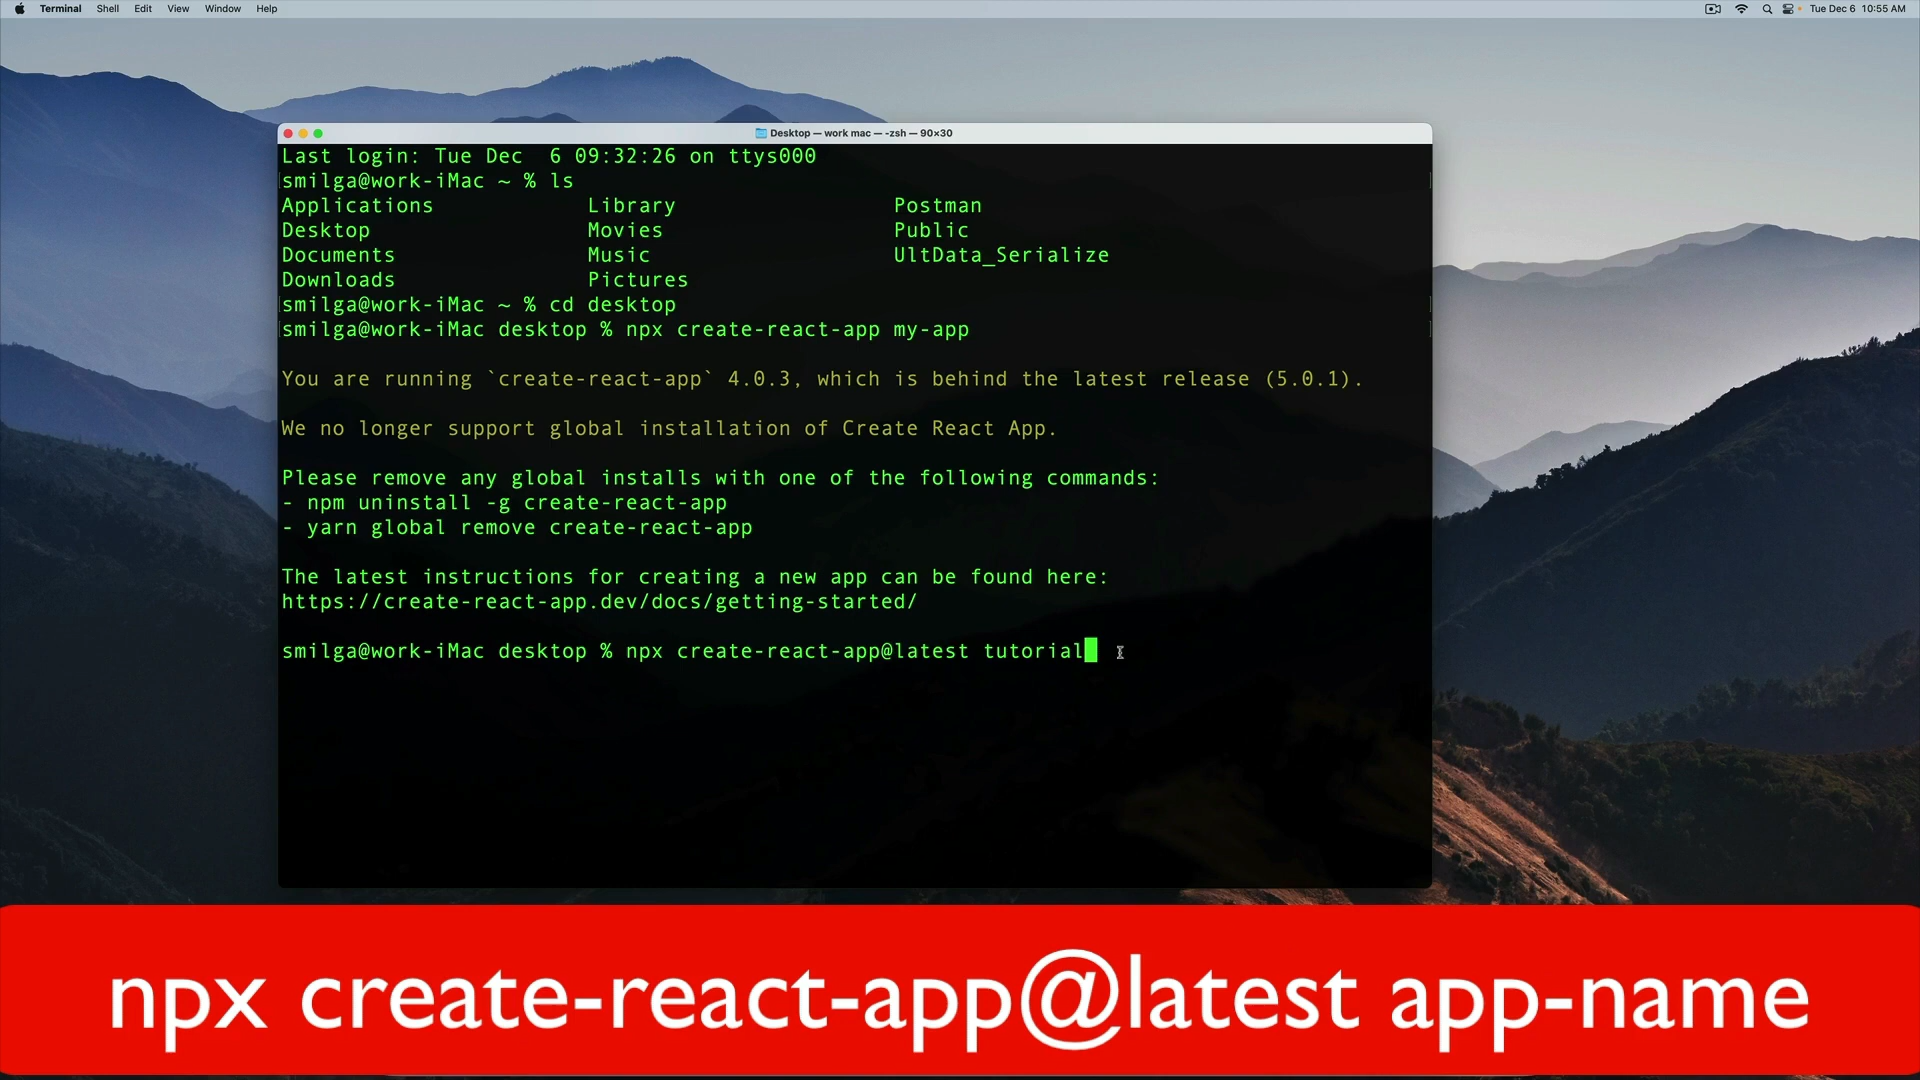 Terminal Shell Edit View Window Help Tue Dec 6 10:55 AM
Desktop — work mac — -zsh — 90×30
Last login: Tue Dec  6 09:32:26 on ttys000
smilga@work-iMac ~ % ls
Applications Library Postman
Desktop Movies Public
Documents Music UltData_Serialize
Downloads Pictures
smilga@work-iMac ~ % cd desktop
smilga@work-iMac desktop % npx create-react-app my-app
You are running `create-react-app` 4.0.3, which is behind the latest release (5.0.1).
We no longer support global installation of Create React App.
Please remove any global installs with one of the following commands:
- npm uninstall -g create-react-app
- yarn global remove create-react-app
The latest instructions for creating a new app can be found here:
https://create-react-app.dev/docs/getting-started/
smilga@work-iMac desktop % npx create-react-app@latest tutorial
npx create-react-app@latest app-name